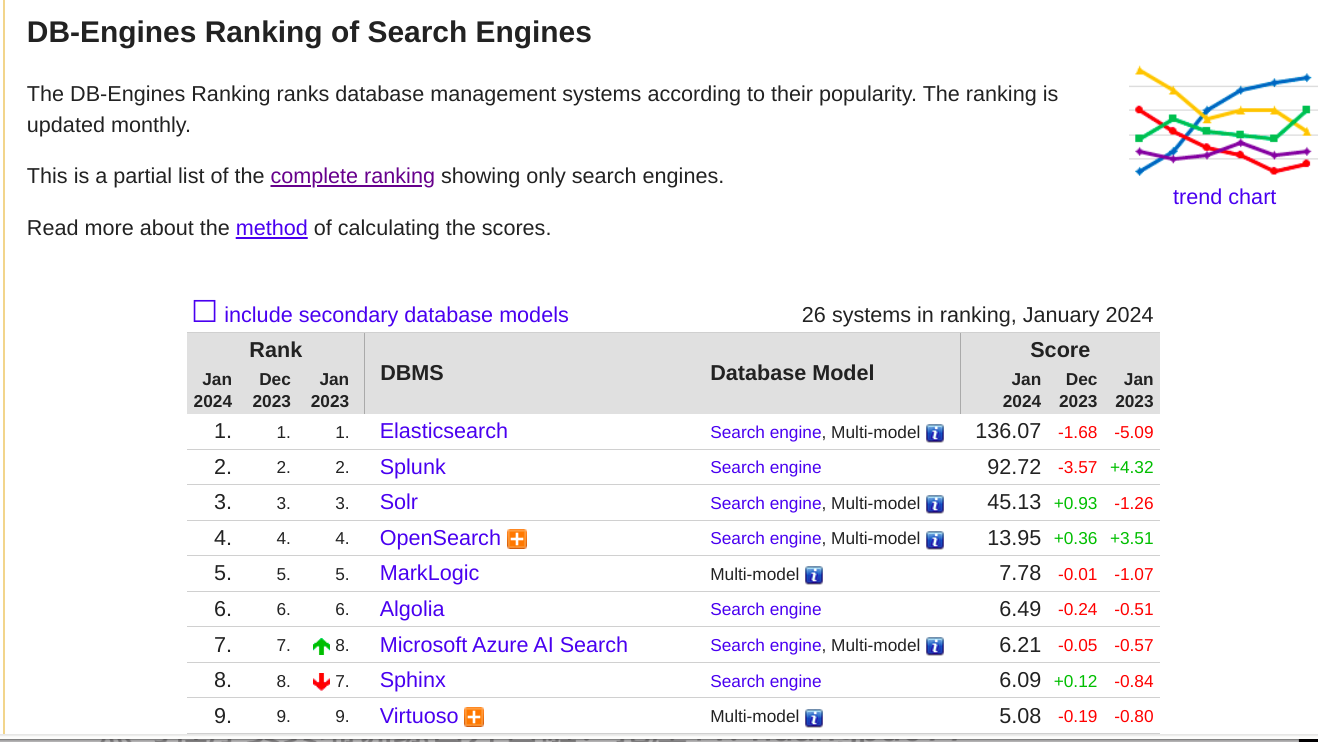 DB-Engines Ranking of Search Engines
The DB-Engines Ranking ranks database management systems according to their popularity. The ranking is
updated monthly.
This is a partial list of the complete ranking showing only search engines.
Read more about the method of calculating the scores.
trend chart
include secondary database models 26 systems in ranking, January 2024
Rank DBMS Database Model Score
Jan Dec Jan Jan Dec Jan
2024 2023 2023 2024 2023 2023
1. 1. 1. Elasticsearch Search engine, Multi-model i 136.07 -1.68 -5.09
2. 2. 2. Splunk Search engine 92.72 -3.57 +4.32
3. 3. 3. Solr Search engine, Multi-model i 45.13 +0.93 -1.26
4. 4. 4. OpenSearch Search engine, Multi-model i 13.95 +0.36 +3.51
5. 5. 5. MarkLogic Multi-model i 7.78 -0.01 -1.07
6. 6. 6. Algolia Search engine 6.49 -0.24 -0.51
7. 7. 8. Microsoft Azure AI Search Search engine, Multi-model i 6.21 -0.05 -0.57
8. 8. 7. Sphinx Search engine 6.09 +0.12 -0.84
9. 9. 9. Virtuoso Multi-model i 5.08 -0.19 -0.80